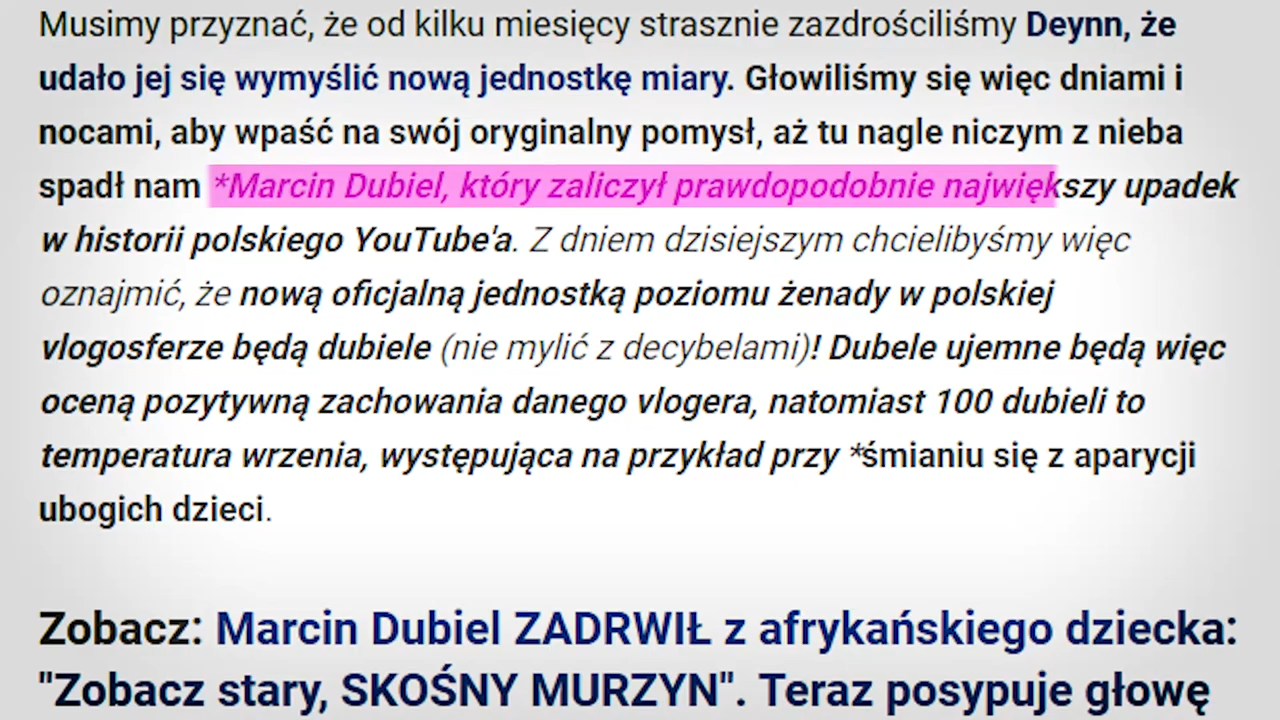 Musimy przyznać, że od kilku miesięcy strasznie zazdrościliśmy Deynn, że
udało jej się wymyślić nową jednostkę miary. Głowiliśmy się więc dniami i
nocami, aby wpaść na swój oryginalny pomysł, aż tu nagle niczym z nieba
spadł nam *Marcin Dubiel, który zaliczył prawdopodobnie największy upadek
w historii polskiego YouTube'a. Z dniem dzisiejszym chcielibyśmy więc
oznajmić, że nową oficjalną jednostką poziomu żenady w polskiej
vlogosferze będą dubiele (nie mylić z decybelami)! Dubele ujemne będą więc
oceną pozytywną zachowania danego vlogera, natomiast 100 dubieli to
temperatura wrzenia, występująca na przykład przy *śmianiu się z aparycji
ubogich dzieci.
Zobacz: Marcin Dubiel ZADRWIŁ z afrykańskiego dziecka:
"Zobacz stary, SKOŚNY MURZYN". Teraz posypuje głowę